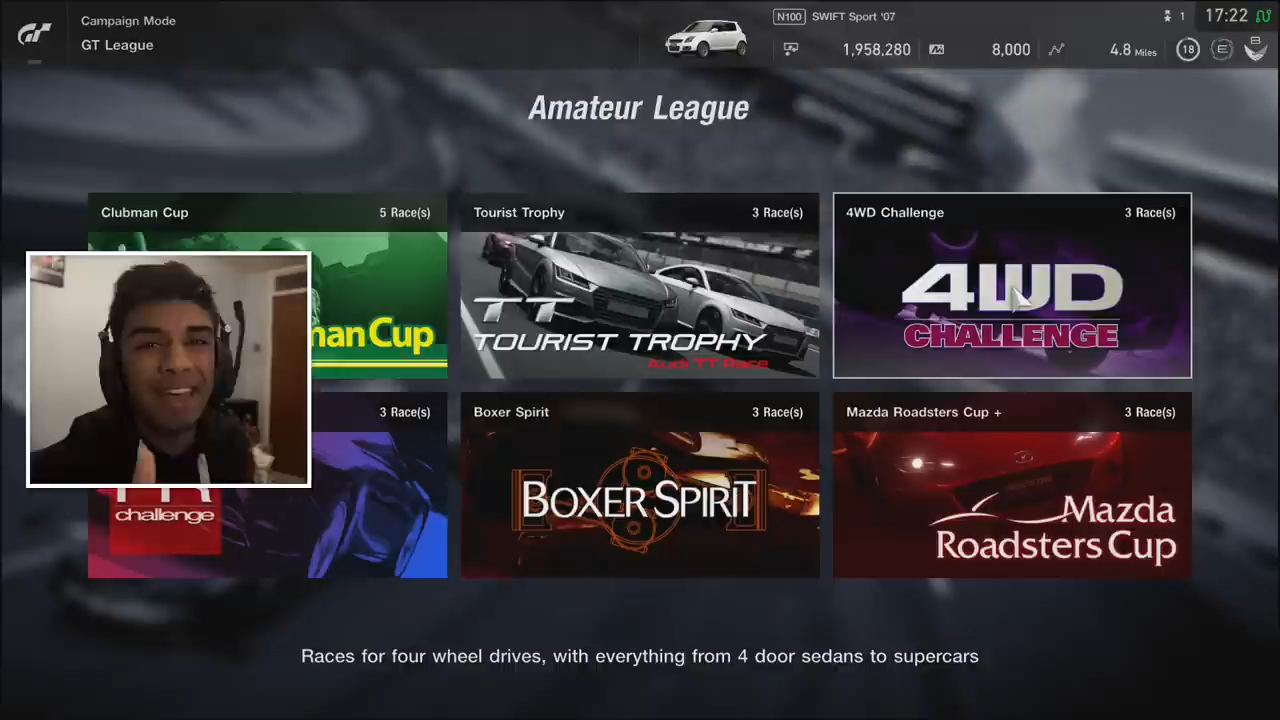 Campaign Mode
GT League
N100 SWIFT Sport '07
1,958,280
8,000
4.8 Miles
1
17:22
18
E
B
Amateur League
Clubman Cup 5 Race(s)
man Cup
Tourist Trophy 3 Race(s)
TT
TOURIST TROPHY
Audi TT Race
4WD Challenge 3 Race(s)
4WD
CHALLENGE
3 Race(s)
challenge
Boxer Spirit 3 Race(s)
BOXER SPIRIT
Mazda Roadsters Cup + 3 Race(s)
Mazda
Roadsters Cup
Races for four wheel drives, with everything from 4 door sedans to supercars